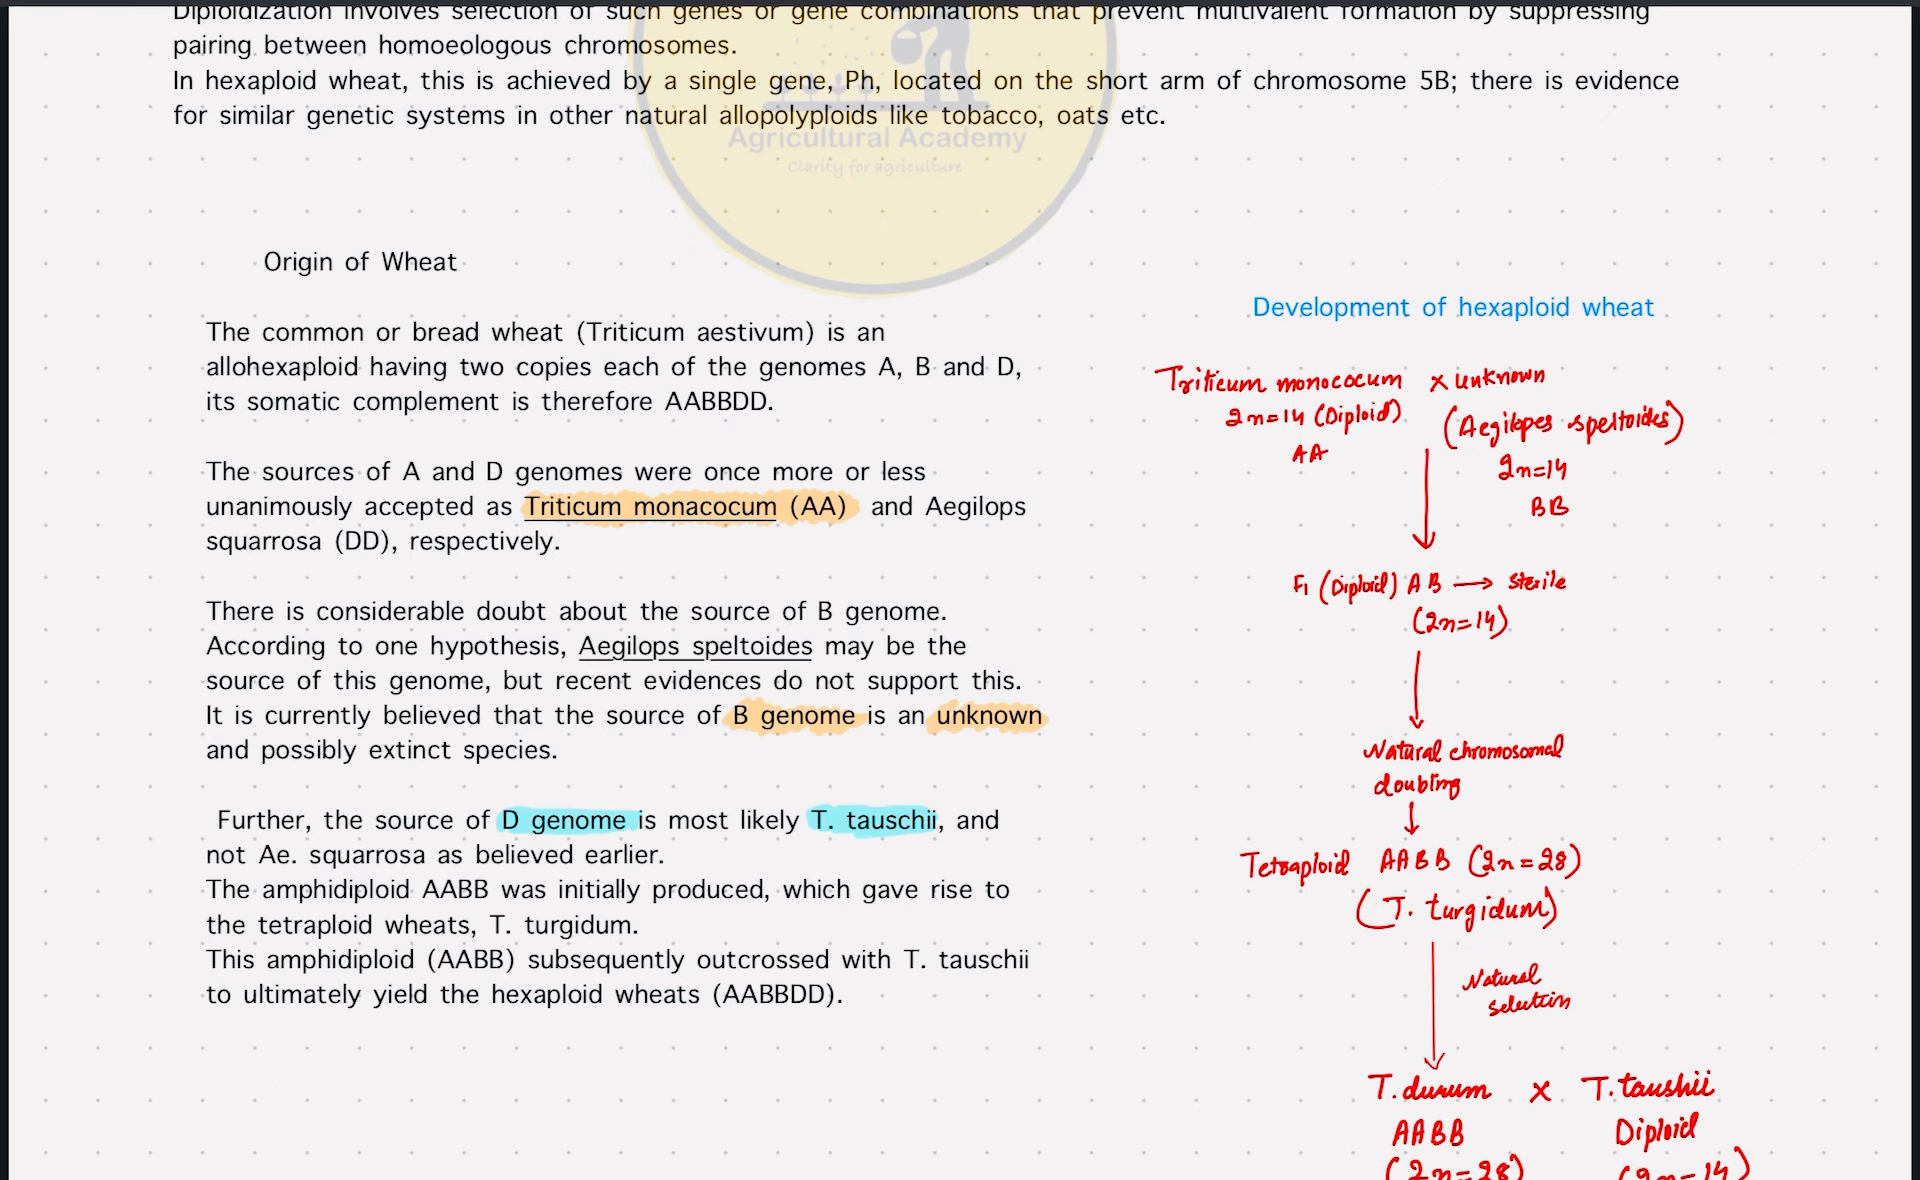 Diploidization involves selection of such genes or gene combinations that prevent multivalent formation by suppressing
pairing between homoeologous chromosomes.
In hexaploid wheat, this is achieved by a single gene, Ph, located on the short arm of chromosome 5B; there is evidence
for similar genetic systems in other natural allopolyploids like tobacco, oats etc.
Agricultural Academy
Clarity for agriculture
Origin of Wheat
The common or bread wheat (Triticum aestivum) is an
allohexaploid having two copies each of the genomes A, B and D,
its somatic complement is therefore AABBDD.
The sources of A and D genomes were once more or less
unanimously accepted as Triticum monacocum (AA) and Aegilops
squarrosa (DD), respectively.
There is considerable doubt about the source of B genome.
According to one hypothesis, Aegilops speltoides may be the
source of this genome, but recent evidences do not support this.
It is currently believed that the source of B genome is an unknown
and possibly extinct species.
Further, the source of D genome is most likely T. tauschii, and
not Ae. squarrosa as believed earlier.
The amphidiploid AABB was initially produced, which gave rise to
the tetraploid wheats, T. turgidum.
This amphidiploid (AABB) subsequently outcrossed with T. tauschii
to ultimately yield the hexaploid wheats (AABBDD).
Development of hexaploid wheat
Triticum monococum x unknown
2n=14 (Diploid) (Aegilopes speltoides)
AA 2n=14
BB
F1 (Diploid) AB → Sterile
(2n=14)
Natural chromosomal
doubling
Tetraploid AABB (2n=28)
(T. turgidum)
Natural
selection
T. durum x T. taushii
AABB Diploid
(2n=28) (2n=14)